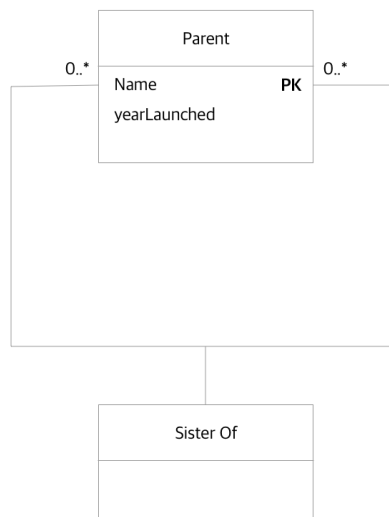 Parent
0..*
0..*
Name PK
yearLaunched
Sister Of